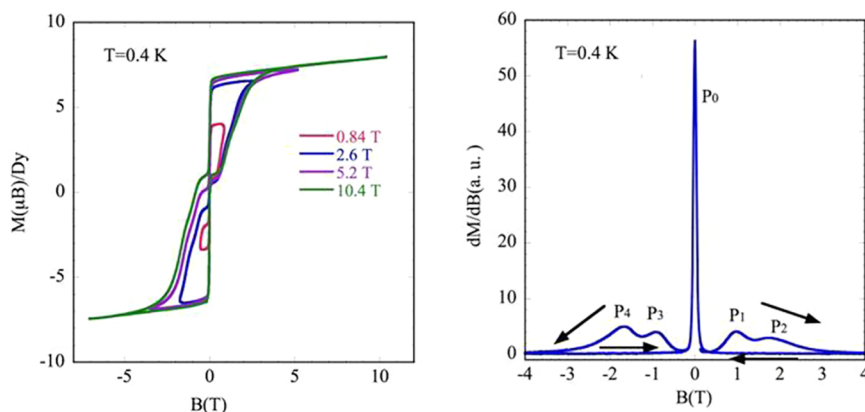 10
5
0
-5
-10
M(μB)/Dy
T=0.4 K
0.84 T
2.6 T
5.2 T
10.4 T
-5
0
5
10
B(T)
60
50
40
30
20
10
0
dM/dB(a. u.)
T=0.4 K
P0
P4
P3
P1
P2
-4
-3
-2
-1
0
1
2
3
4
B(T)